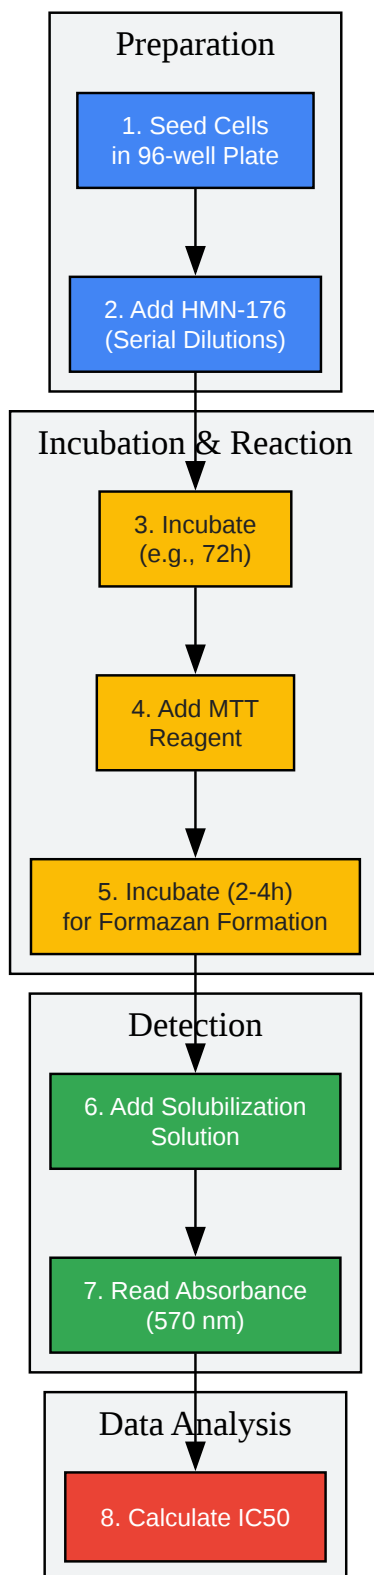 Preparation
1. Seed Cells
in 96-well Plate
2. Add HMN-176
(Serial Dilutions)
Incubation & Reaction
3. Incubate
(e.g., 72h)
4. Add MTT
Reagent
5. Incubate (2-4h)
for Formazan Formation
Detection
6. Add Solubilization
Solution
7. Read Absorbance
(570 nm)
Data Analysis
8. Calculate IC50